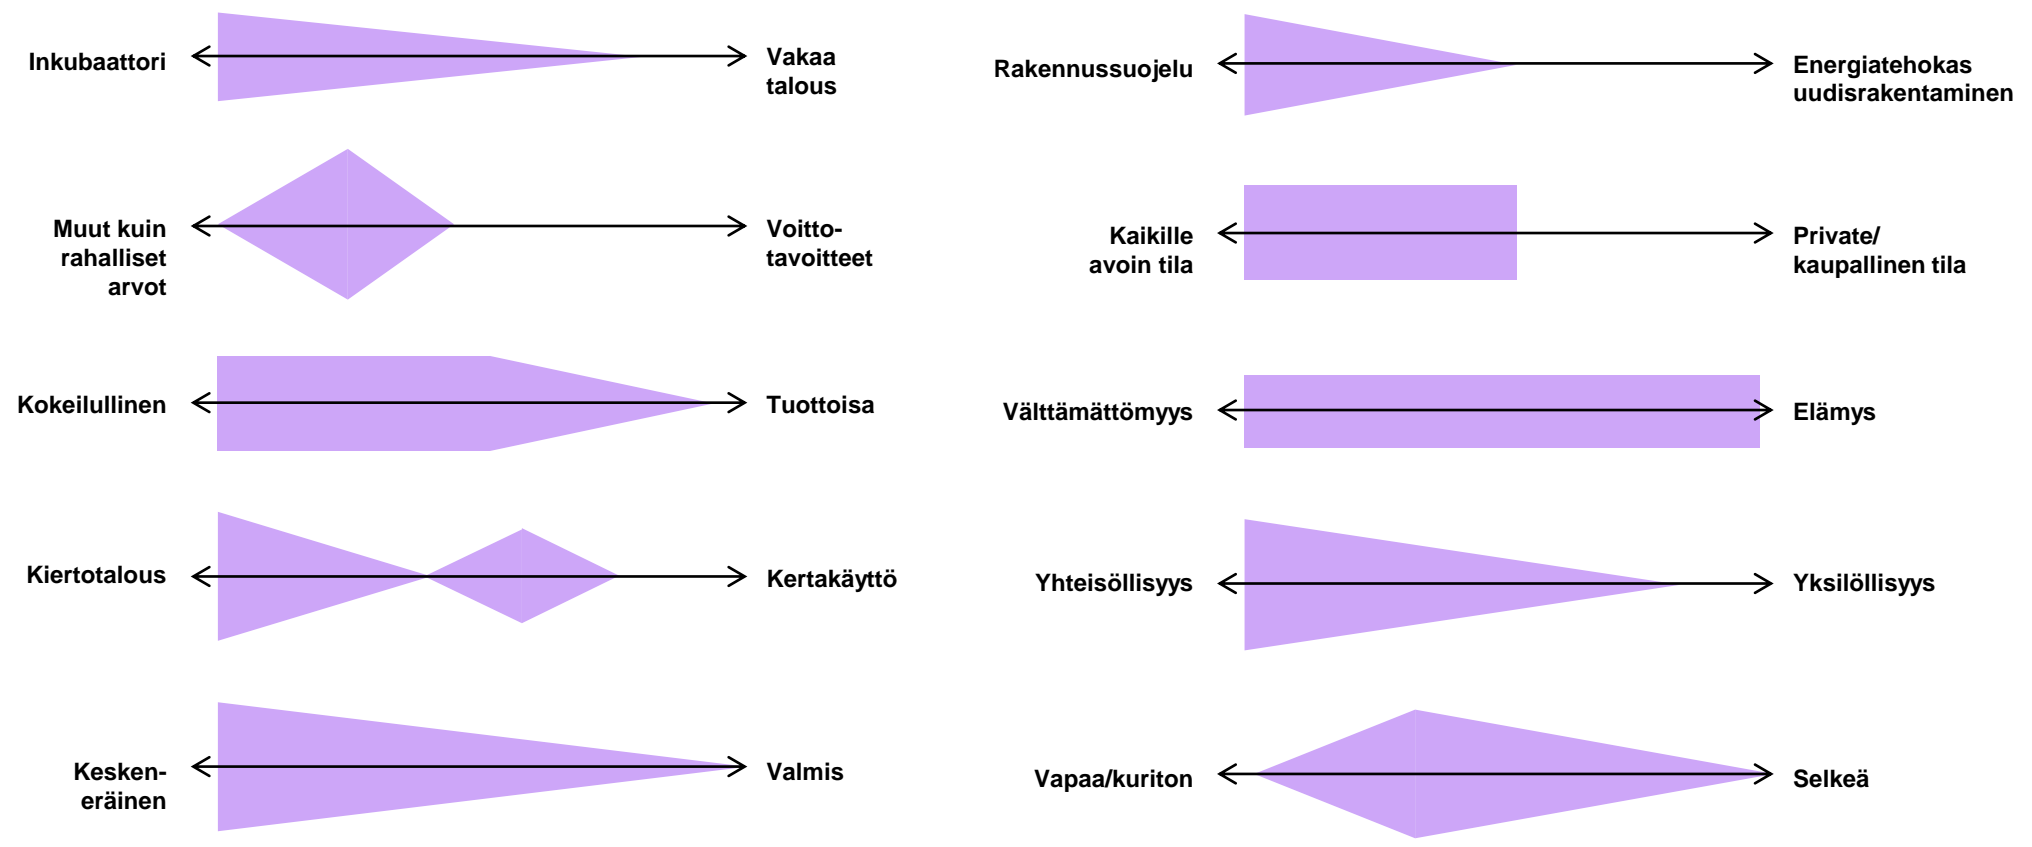 Inkubaattori
Vakaa
talous
Muut kuin
rahalliset
arvot
Voitto-
tavoitteet
Kokeilullinen
Tuottoisa
Kiertotalous
Kertakäyttö
Kesken-
eräinen
Valmis
Rakennussuojelu
Energiatehokas
uudisrakentaminen
Kaikille
avoin tila
Private/
kaupallinen tila
Välttämättömyys
Elämys
Yhteisöllisyys
Yksilöllisyys
Vapaa/kuriton
Selkeä